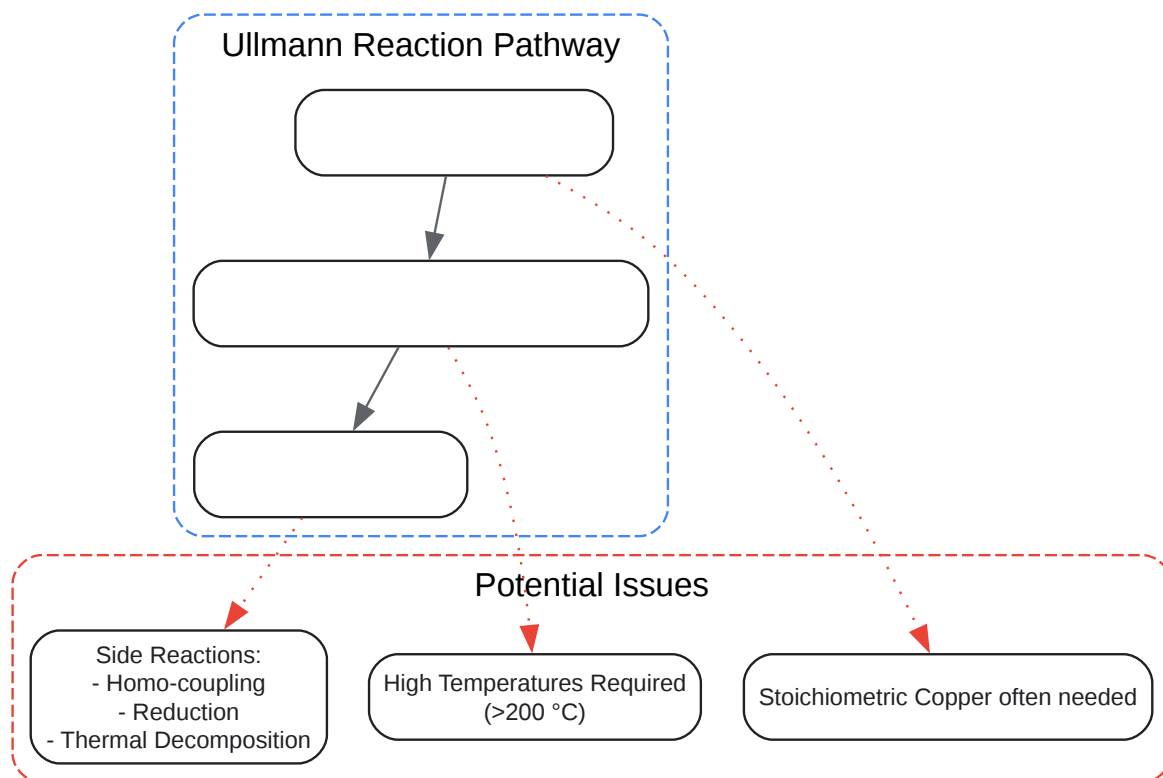 Ullmann Reaction Pathway
Potential Issues
Side Reactions:
- Homo-coupling
- Reduction
- Thermal Decomposition
High Temperatures Required
(>200 °C)
Stoichiometric Copper often needed